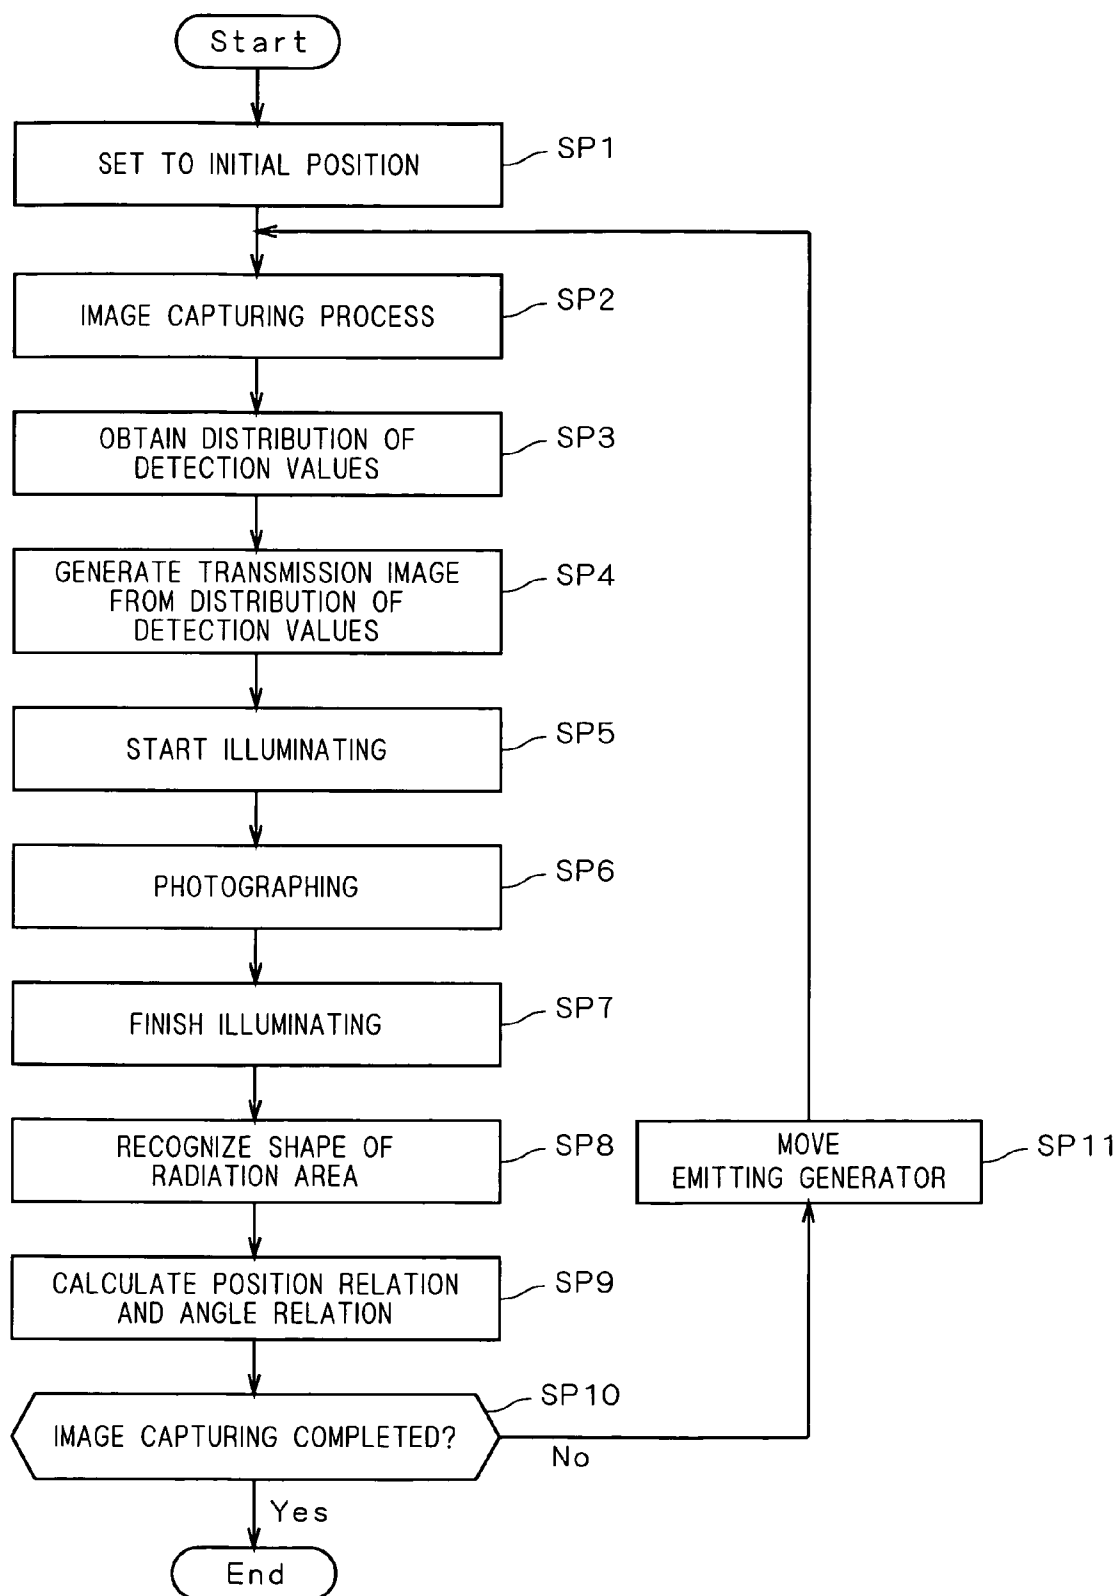 Start
SET TO INITIAL POSITION
SP1
IMAGE CAPTURING PROCESS
SP2
OBTAIN DISTRIBUTION OF
DETECTION VALUES
SP3
GENERATE TRANSMISSION IMAGE
FROM DISTRIBUTION OF
DETECTION VALUES
SP4
START ILLUMINATING
SP5
PHOTOGRAPHING
SP6
FINISH ILLUMINATING
SP7
RECOGNIZE SHAPE OF
RADIATION AREA
SP8
MOVE
EMITTING GENERATOR
SP11
CALCULATE POSITION RELATION
AND ANGLE RELATION
SP9
IMAGE CAPTURING COMPLETED?
SP10
No
Yes
End